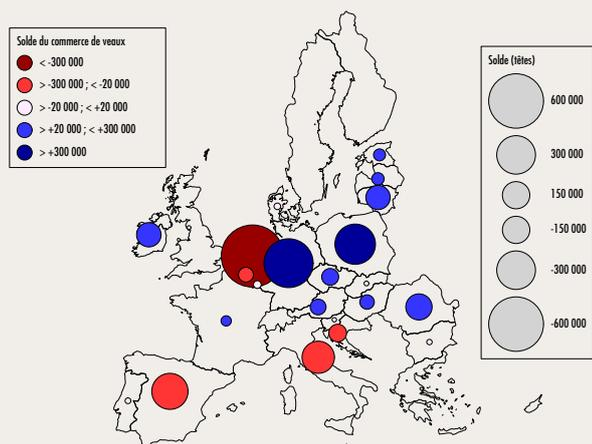 Solde du commerce de veaux
< -300 000
> -300 000 ; < -20 000
> -20 000 ; < +20 000
> +20 000 ; < +300 000
> +300 000
Solde (têtes)
600 000
300 000
150 000
-150 000
-300 000
-600 000